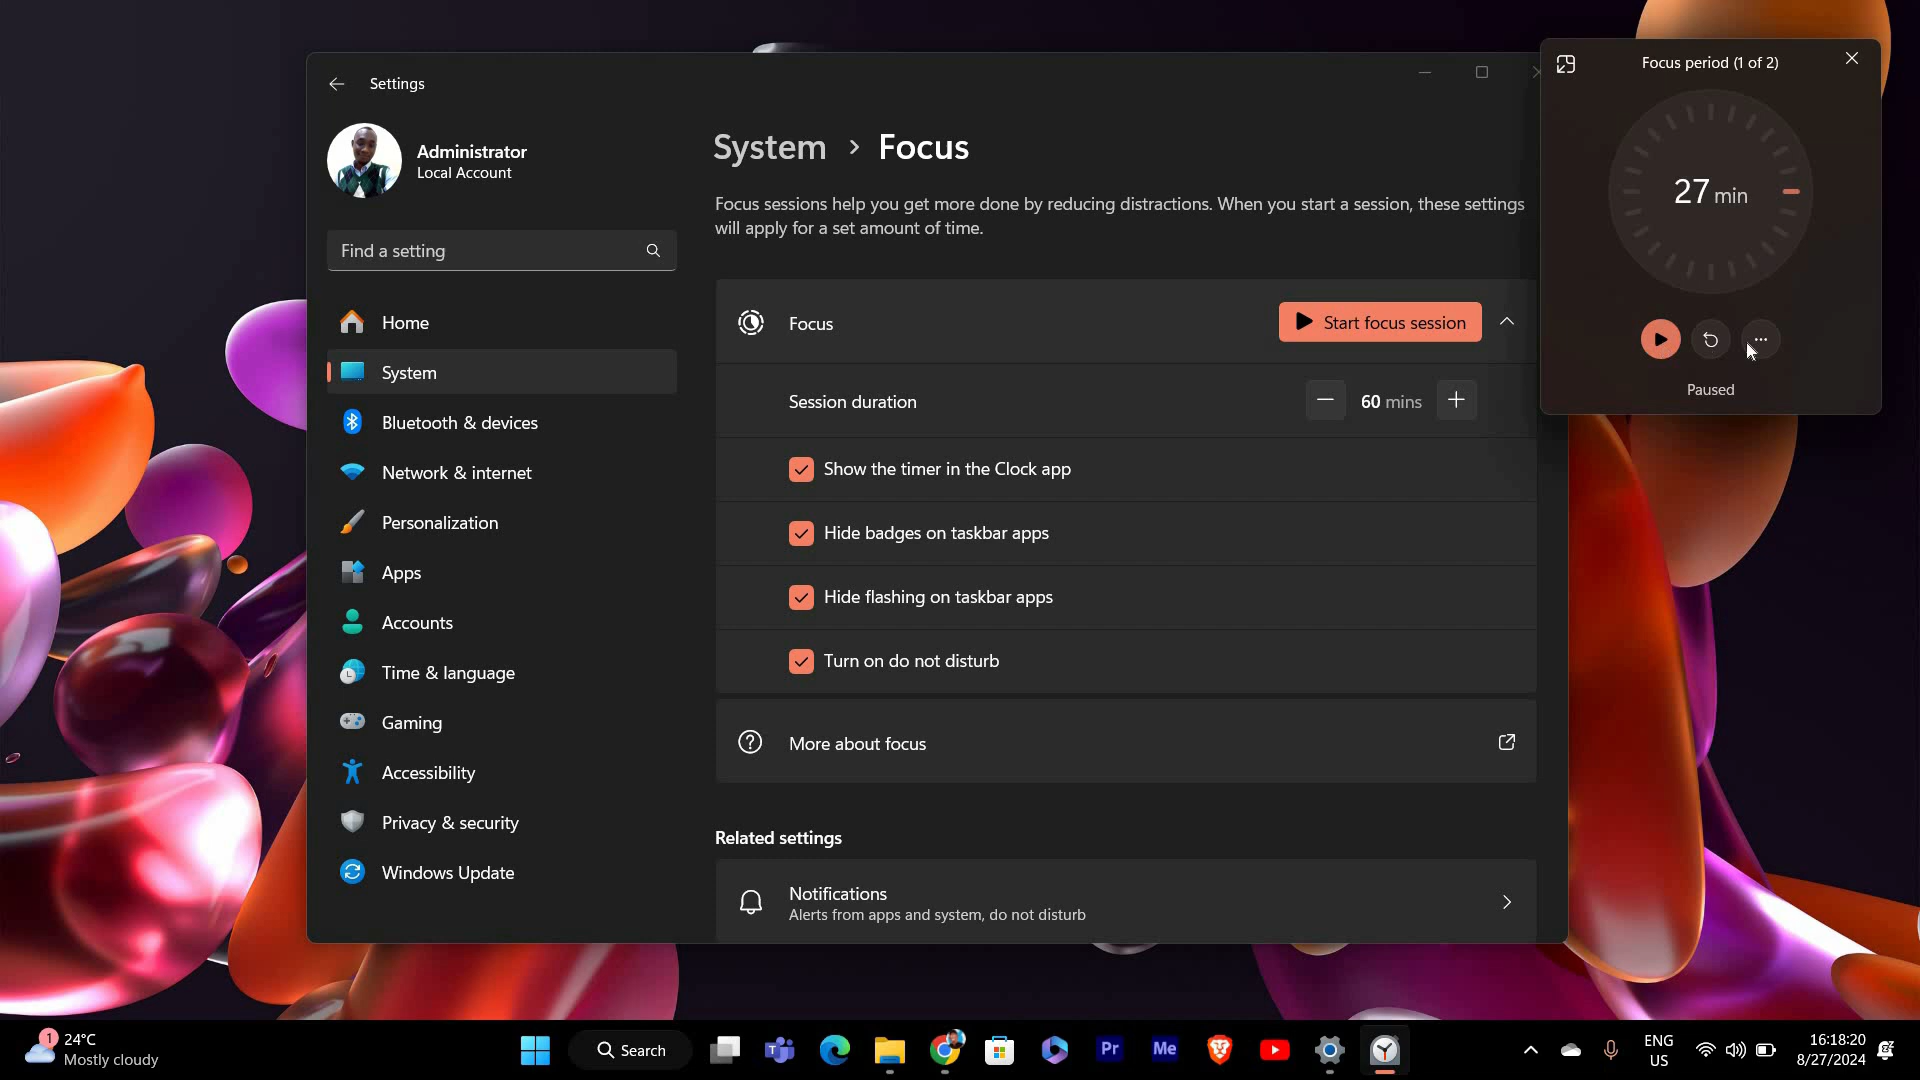 Settings
Administrator
Local Account
Find a setting
Home
System
Bluetooth & devices
Network & internet
Personalization
Apps
Accounts
Time & language
Gaming
Accessibility
Privacy & security
Windows Update
System > Focus
Focus sessions help you get more done by reducing distractions. When you start a session, these settings
will apply for a set amount of time.
Focus
Start focus session
Session duration
60 mins
Show the timer in the Clock app
Hide badges on taskbar apps
Hide flashing on taskbar apps
Turn on do not disturb
More about focus
Related settings
Notifications
Alerts from apps and system, do not disturb
Focus period (1 of 2)
27 min
Paused
1
24°C
Mostly cloudy
Search
Pr
Me
ENG
US
16:18:20
8/27/2024